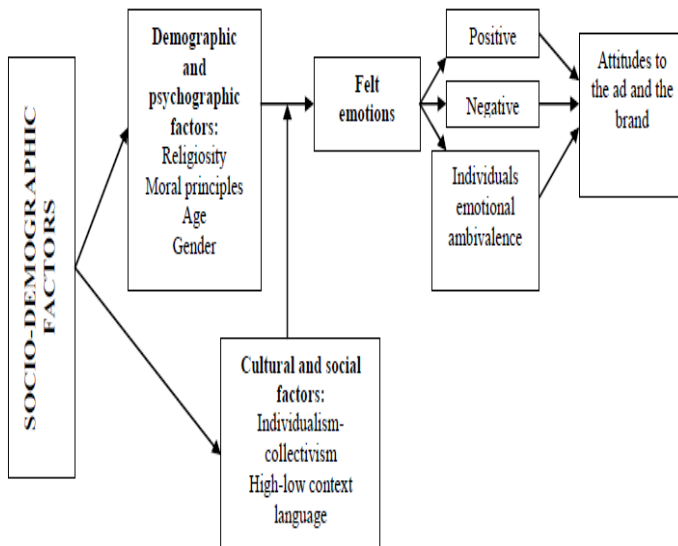 SOCIO-DEMOGRAPHIC
FACTORS
Demographic
and
psychographic
factors:
Religiosity
Moral principles
Age
Gender
Cultural and social
factors:
Individualism-
collectivism
High-low context
language
Felt
emotions
Positive
Negative
Individuals
emotional
ambivalence
Attitudes to
the ad and the
brand